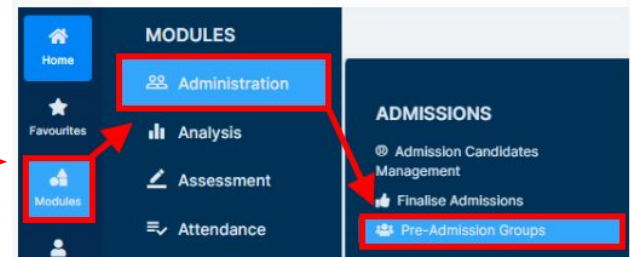 Home
Favourites
Modules
MODULES
Administration
Analysis
Assessment
Attendance
ADMISSIONS
Admission Candidates
Management
Finalise Admissions
Pre-Admission Groups